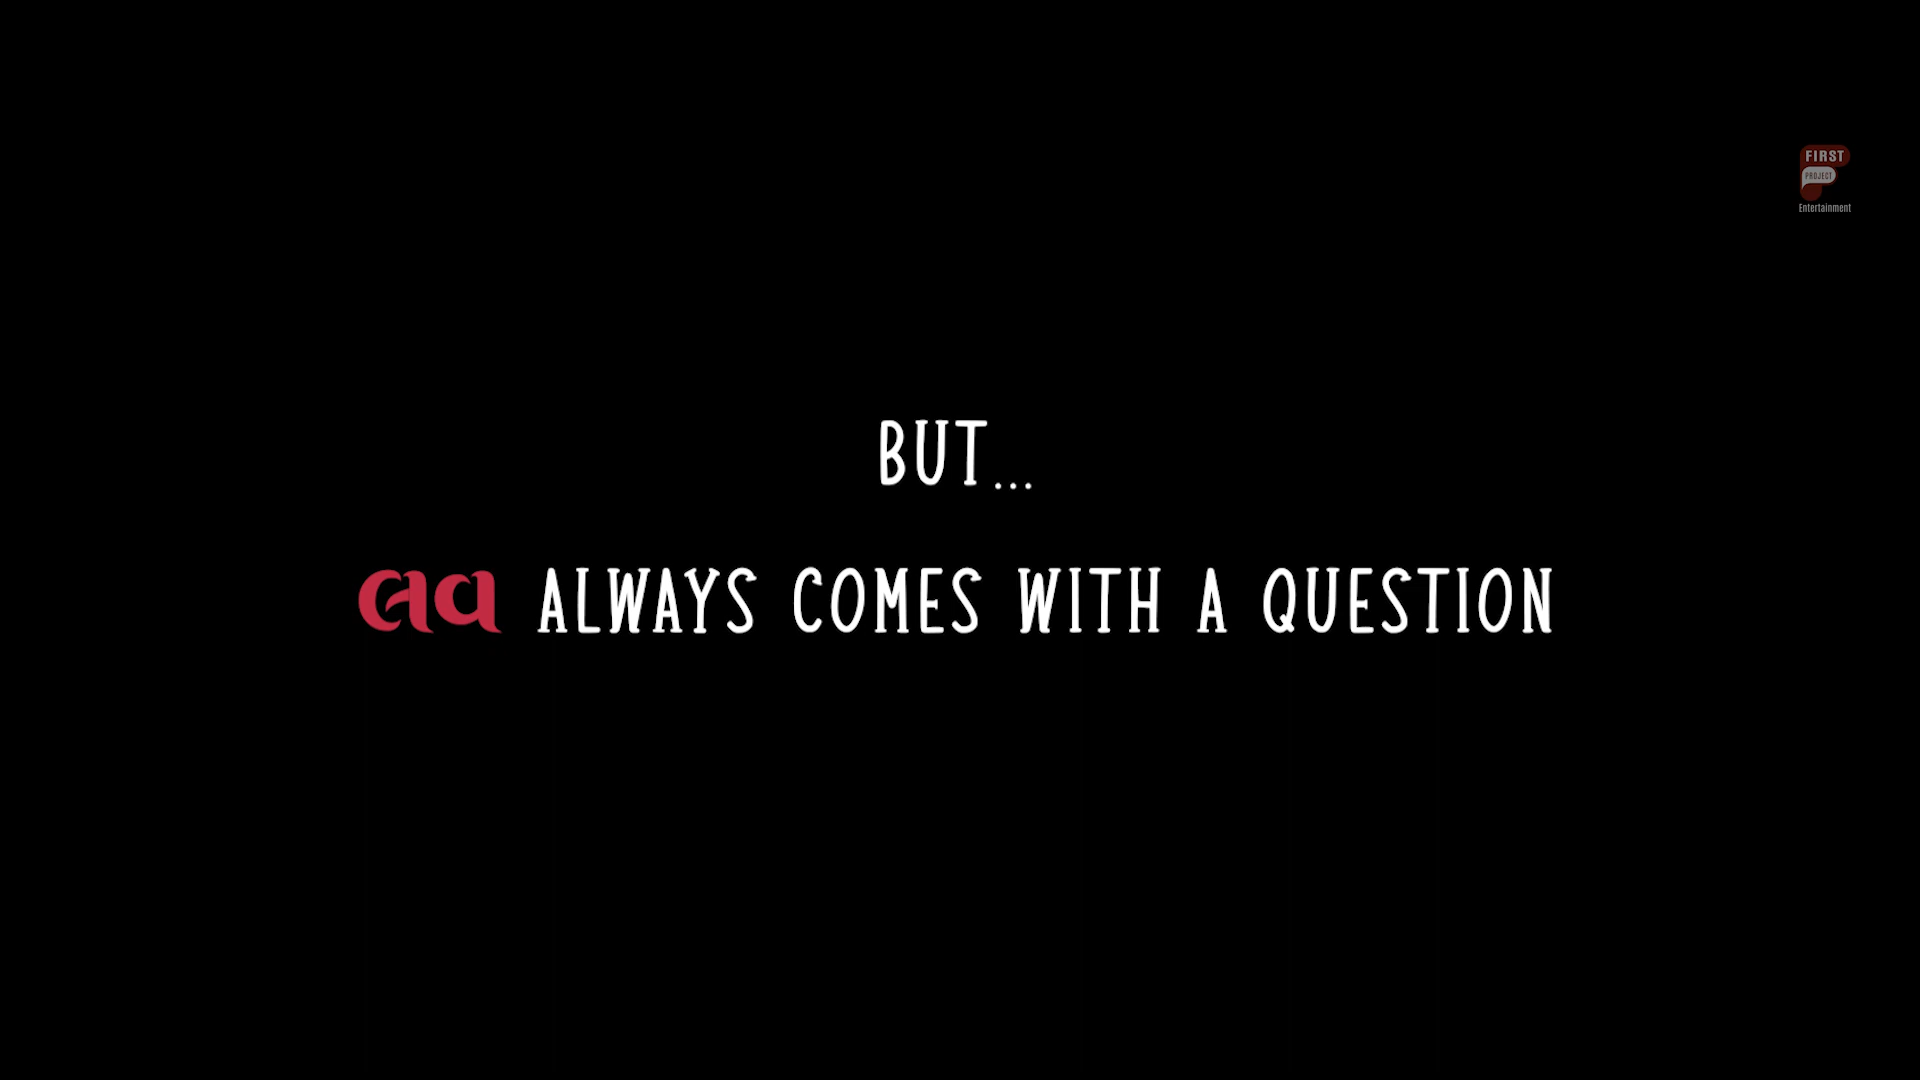 FIRST
PROJECT
Entertainment
BUT...
લવ ALWAYS COMES WITH A QUESTION